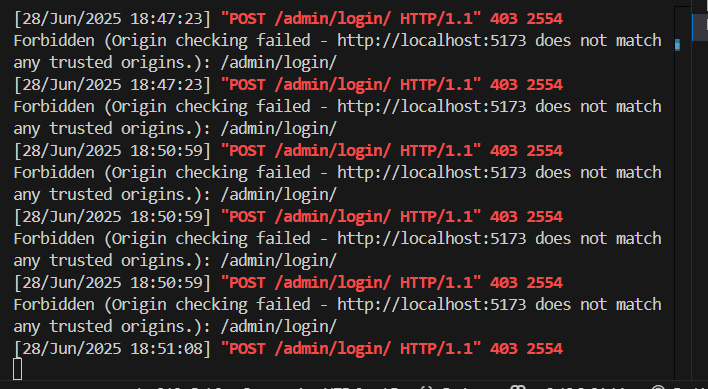 [28/Jun/2025 18:47:23] "POST /admin/login/ HTTP/1.1" 403 2554
Forbidden (Origin checking failed - http://localhost:5173 does not match
any trusted origins.): /admin/login/
[28/Jun/2025 18:47:23] "POST /admin/login/ HTTP/1.1" 403 2554
Forbidden (Origin checking failed - http://localhost:5173 does not match
any trusted origins.): /admin/login/
[28/Jun/2025 18:50:59] "POST /admin/login/ HTTP/1.1" 403 2554
Forbidden (Origin checking failed - http://localhost:5173 does not match
any trusted origins.): /admin/login/
[28/Jun/2025 18:50:59] "POST /admin/login/ HTTP/1.1" 403 2554
Forbidden (Origin checking failed - http://localhost:5173 does not match
any trusted origins.): /admin/login/
[28/Jun/2025 18:50:59] "POST /admin/login/ HTTP/1.1" 403 2554
Forbidden (Origin checking failed - http://localhost:5173 does not match
any trusted origins.): /admin/login/
[28/Jun/2025 18:51:08] "POST /admin/login/ HTTP/1.1" 403 2554